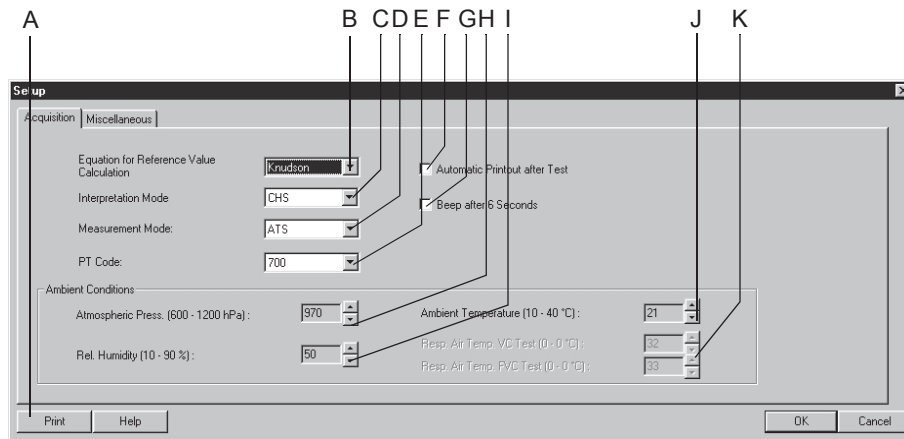 A B C D E F G H I J K
Setup
Acquisition Miscellaneous
Equation for Reference Value
Calculation
Knudson
Automatic Printout after Test
Interpretation Mode
CHS
Beep after 6 Seconds
Measurement Mode:
ATS
PT Code:
700
Ambient Conditions
Atmospheric Press. (600 - 1200 hPa) :
970
Ambient Temperature (10 - 40 °C) :
21
Resp. Air Temp. VC Test (0 - 0 °C) :
32
Rel. Humidity (10 - 90 %) :
50
Resp. Air Temp. FVC Test (0 - 0 °C) :
33
Print Help OK Cancel